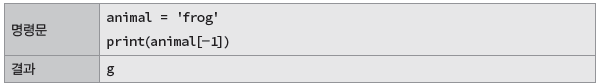 명령문
animal = 'frog'
print(animal[-1])
결과
g